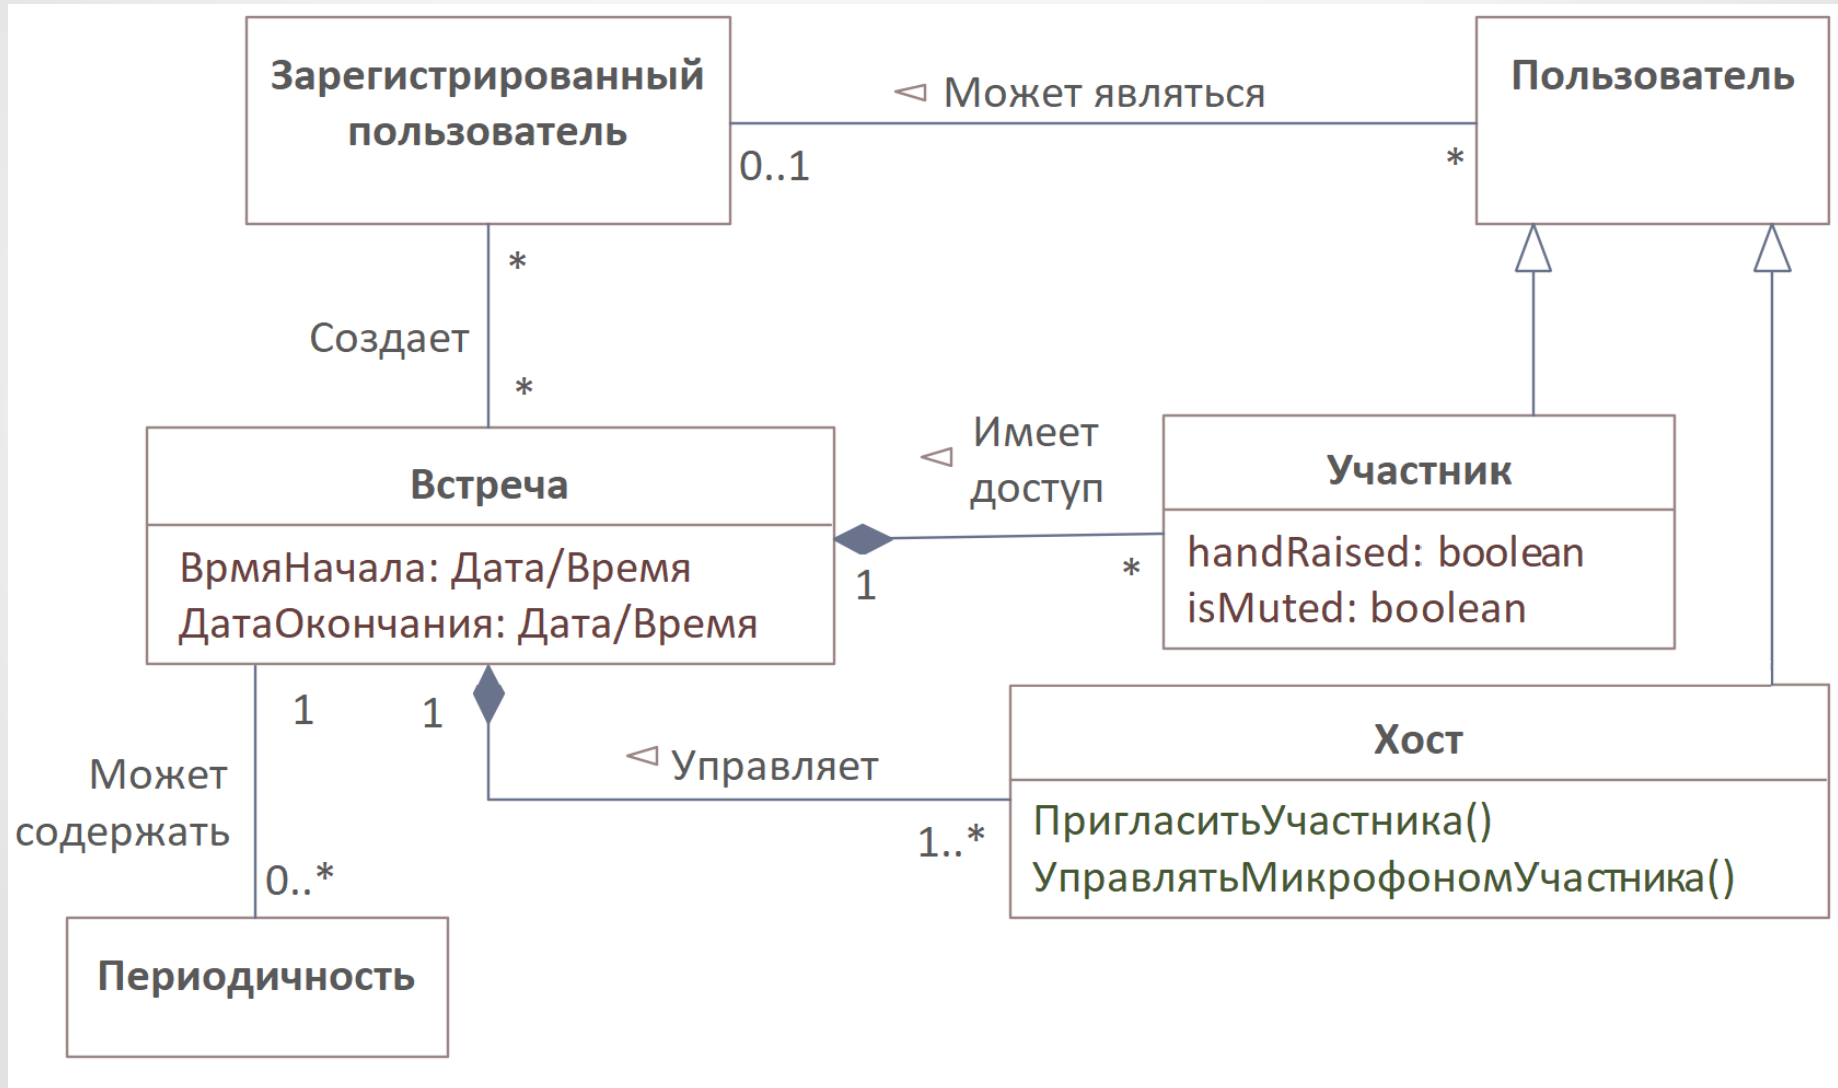 Зарегистрированный
пользователь
Может являться
Пользователь
0..1
*
*
Создает
*
Встреча
ВрмяНачала: Дата/Время
ДатаОкончания: Дата/Время
Имеет
доступ
1
*
Участник
handRaised: boolean
isMuted: boolean
1
1
Может
содержать
0..*
Управляет
1..*
Хост
ПригласитьУчастника()
УправлятьМикрофономУчастника()
Периодичность